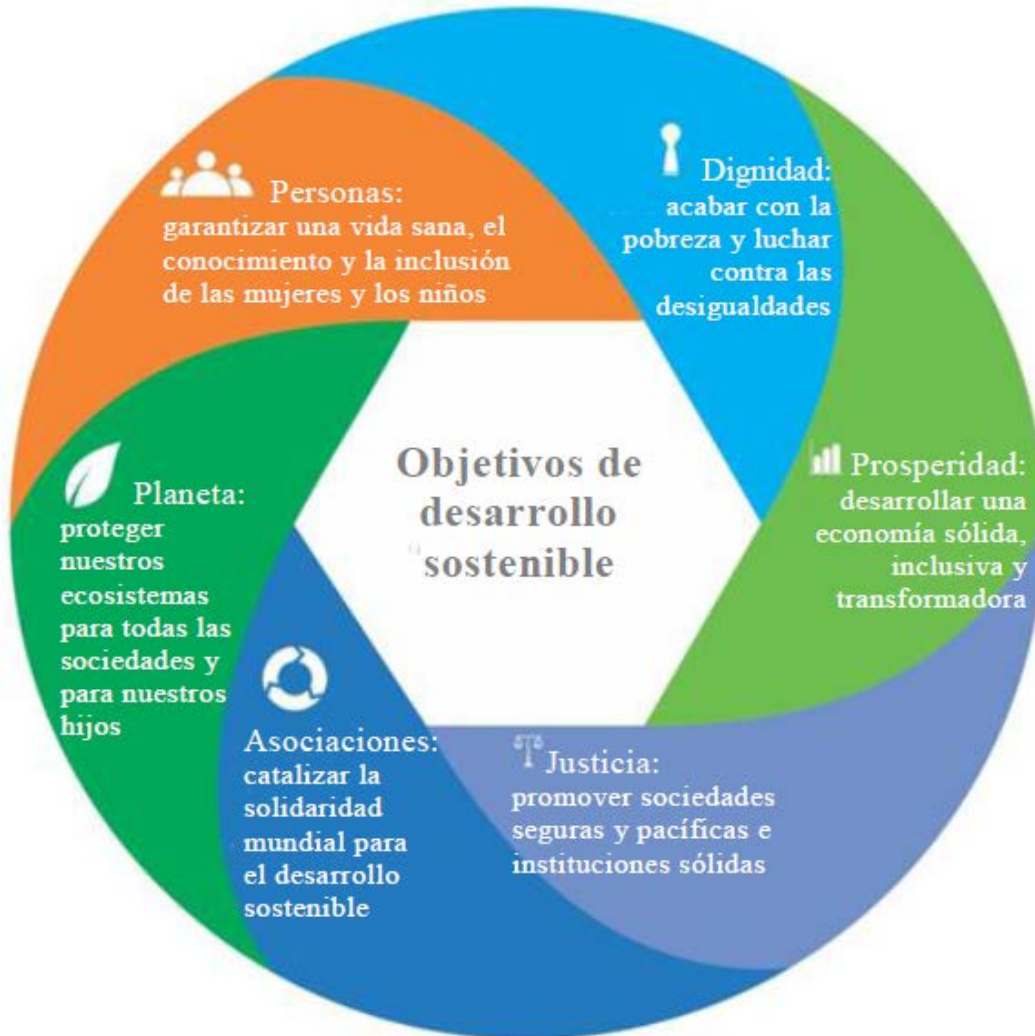 Dignidad:
acabar con la
pobreza y luchar
contra las
desigualdades
Prosperidad:
desarrollar una
economía sólida,
inclusiva y
transformadora
Justicia:
promover sociedades
seguras y pacíficas e
instituciones sólidas
Asociaciones:
catalizar la
solidaridad
mundial para
el desarrollo
sostenible
Planeta:
proteger
nuestros
ecosistemas
para todas las
sociedades y
para nuestros
hijos
Personas:
garantizar una vida sana, el
conocimiento y la inclusión
de las mujeres y los niños
Objetivos de
desarrollo
sostenible